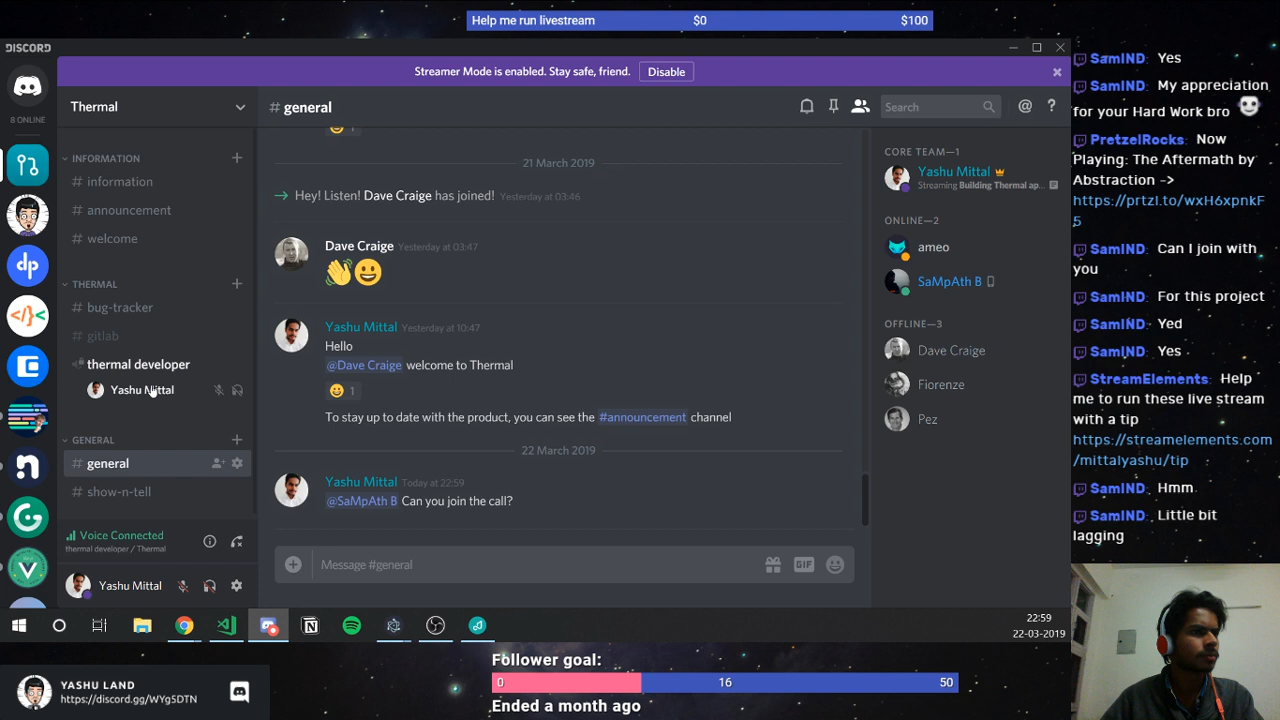 Help me run livestream $0 $100
DISCORD
8 ONLINE
Streamer Mode is enabled. Stay safe, friend. Disable
Thermal
INFORMATION
# information
# announcement
# welcome
THERMAL
# bug-tracker
# gitlab
thermal developer
Yashu Mittal
GENERAL
# general
# show-n-tell
Voice Connected
thermal developer / Thermal
Yashu Mittal
# general
Search
21 March 2019
Hey! Listen! Dave Craige has joined! Yesterday at 03:46
Dave Craige Yesterday at 03:47
Yashu Mittal Yesterday at 10:47
Hello
@Dave Craige welcome to Thermal
1
To stay up to date with the product, you can see the #announcement channel
22 March 2019
Yashu Mittal Today at 22:59
@SaMpAth B Can you join the call?
Message #general
GIF
CORE TEAM—1
Yashu Mittal
Streaming Building Thermal ap...
ONLINE—2
ameo
SaMpAth B
OFFLINE—3
Dave Craige
Fiorenze
Pez
SamIND: Yes
SamIND: My appreciation
for your Hard Work bro
PretzelRocks: Now
Playing: The Aftermath by
Abstraction ->
https://prtzl.to/wxH6xpnkF
5
SamIND: Can I join with
you
SamIND: For this project
SamIND: Yed
SamIND: Yes
StreamElements: Help
me to run these live stream
with a tip
https://streamelements.com
/mittalyashu/tip
SamIND: Hmm
SamIND: Little bit
lagging
22:59
22-03-2019
YASHU LAND
https://discord.gg/WYg5DTN
Follower goal:
0 16 50
Ended a month ago